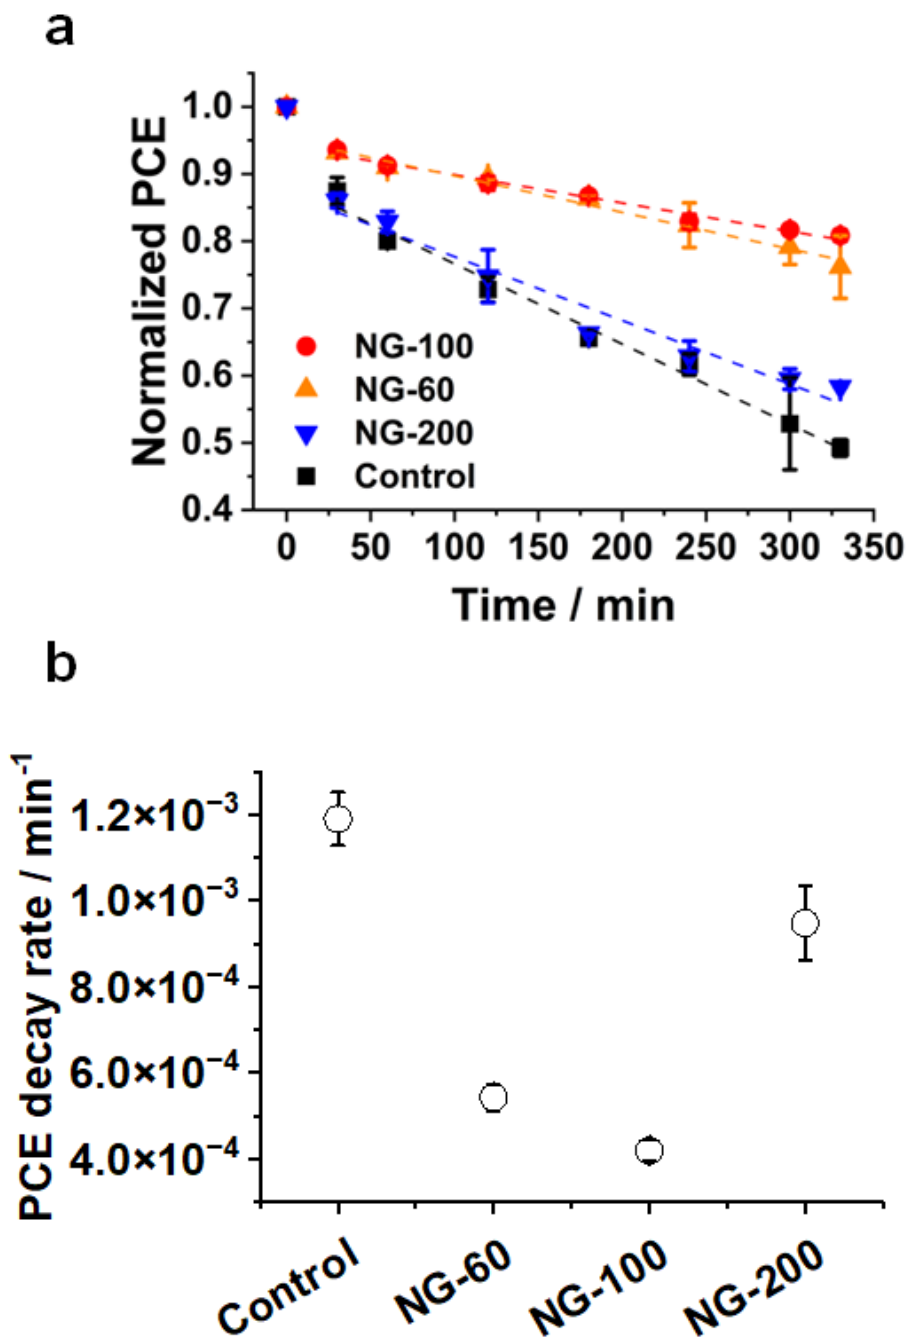 a
Normalized PCE
1.0
0.9
0.8
0.7
0.6
0.5
0.4
NG-100
NG-60
NG-200
Control
0 50 100 150 200 250 300 350
Time / min
b
PCE decay rate / min⁻¹
1.2×10⁻³
1.0×10⁻³
8.0×10⁻⁴
6.0×10⁻⁴
4.0×10⁻⁴
Control NG-60 NG-100 NG-200